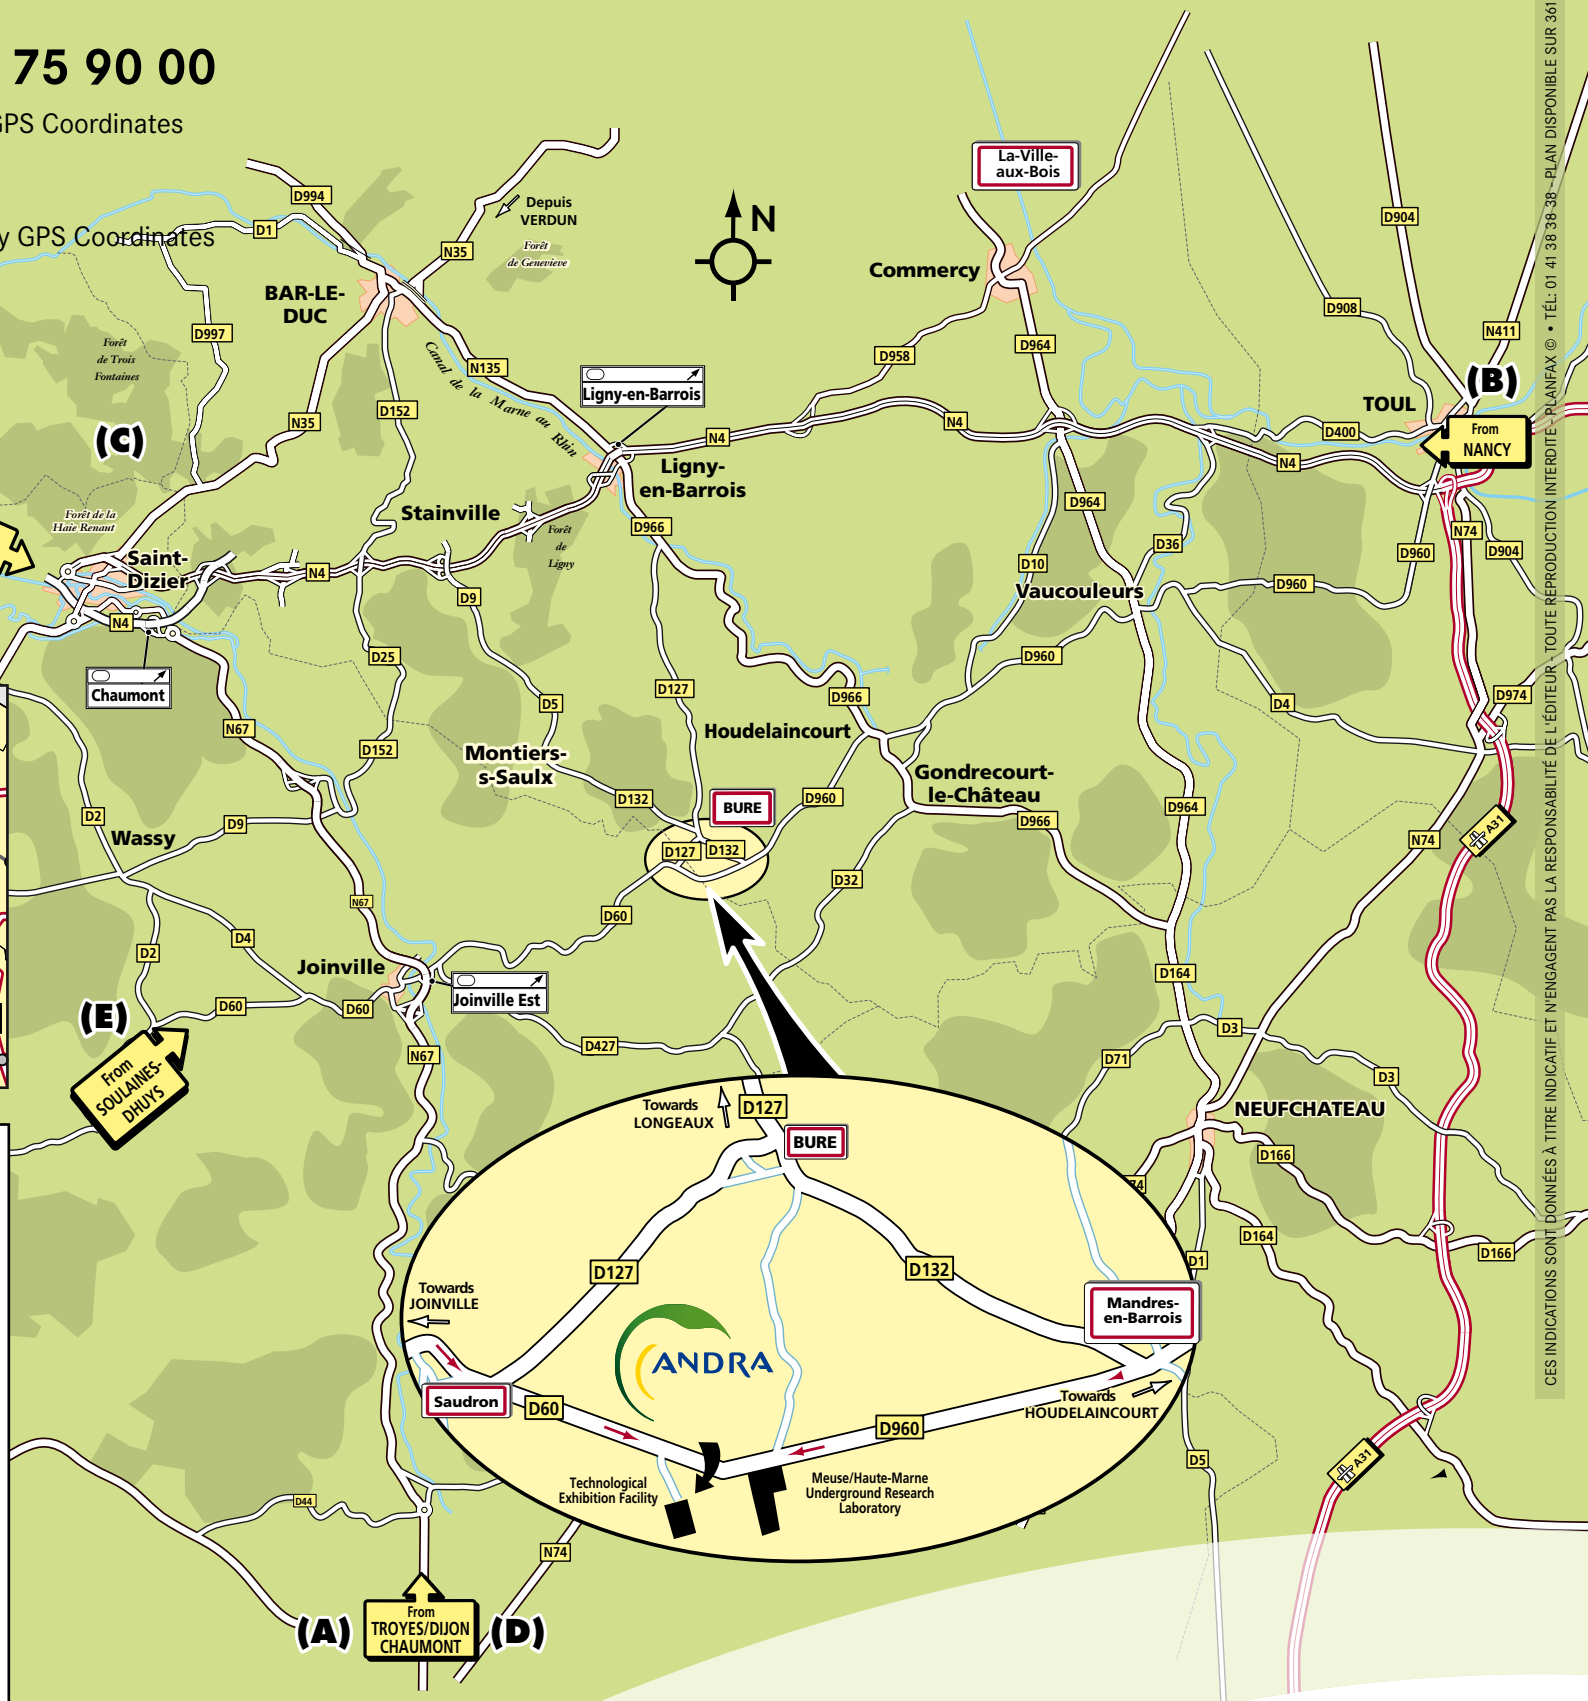 75 90 00
GPS Coordinates
y GPS Coordinates
La-Ville-
aux-Bois
Depuis
VERDUN
Forêt
de Genevieve
N
D994
D1
N35
D904
Commercy
BAR-LE-
DUC
D997
D908
N411
Forêt
de Trois
Fontaines
D964
D958
N135
Canal de la Marne au Rhin
Ligny-en-Barrois
(B)
TOUL
D152
N35
N4
N4
D400
From
NANCY
(C)
Ligny-
en-Barrois
N4
Stainville
D964
Forêt de la
Haie Renaut
D966
Forêt
de
Ligny
N74
D36
D960
D904
Saint-
Dizier
N4
D10
Vaucouleurs
D960
D9
N4
D25
D960
Chaumont
D127
D966
D974
D5
D4
N67
Houdelaincourt
D152
Montiers-
s-Saulx
Gondrecourt-
le-Château
D132
BURE
D960
D964
D2
D9
D966
A31
Wassy
D127
D132
N74
D32
N67
D60
D4
D2
Joinville
D164
Joinville Est
(E)
D60
D60
D3
From
SOULAINES-
DHUYS
N67
D427
D71
D3
Towards
LONGEAUX
D127
NEUFCHATEAU
BURE
D166
74
D164
D166
D1
D127
D132
Towards
JOINVILLE
Mandres-
en-Barrois
ANDRA
Saudron
D60
Towards
HOUDELAINCOURT
D960
D5
A31
Technological
Exhibition Facility
Meuse/Haute-Marne
Underground Research
Laboratory
D44
N74
(A)
From
TROYES/DIJON
CHAUMONT
(D)
CES INDICATIONS SONT DONNÉES À TITRE INDICATIF ET N'ENGAGENT PAS LA RESPONSABILITÉ DE L'ÉDITEUR - TOUTE REPRODUCTION INTERDITE - PLANFAX © • TÉL: 01 41 38 38 38 - PLAN DISPONIBLE SUR 361